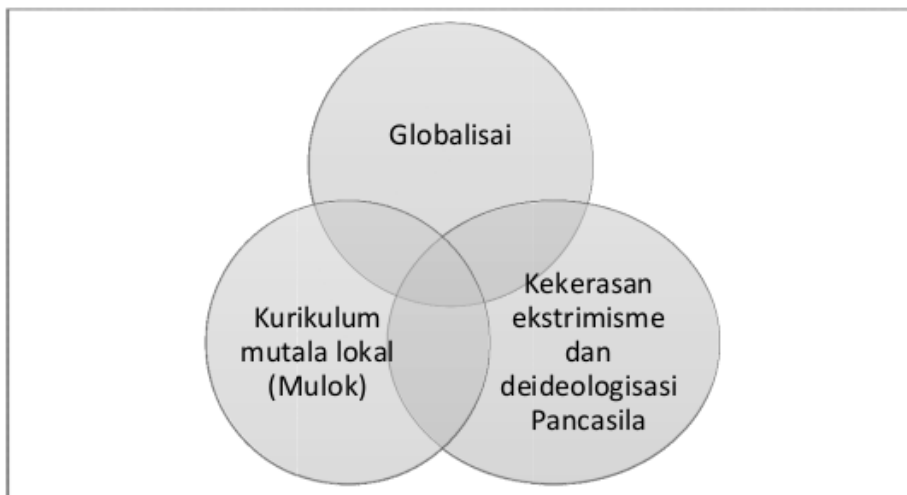 Globalisai
Kurikulum
mutala lokal
(Mulok)
Kekerasan
ekstrimisme
dan
deideologisasi
Pancasila